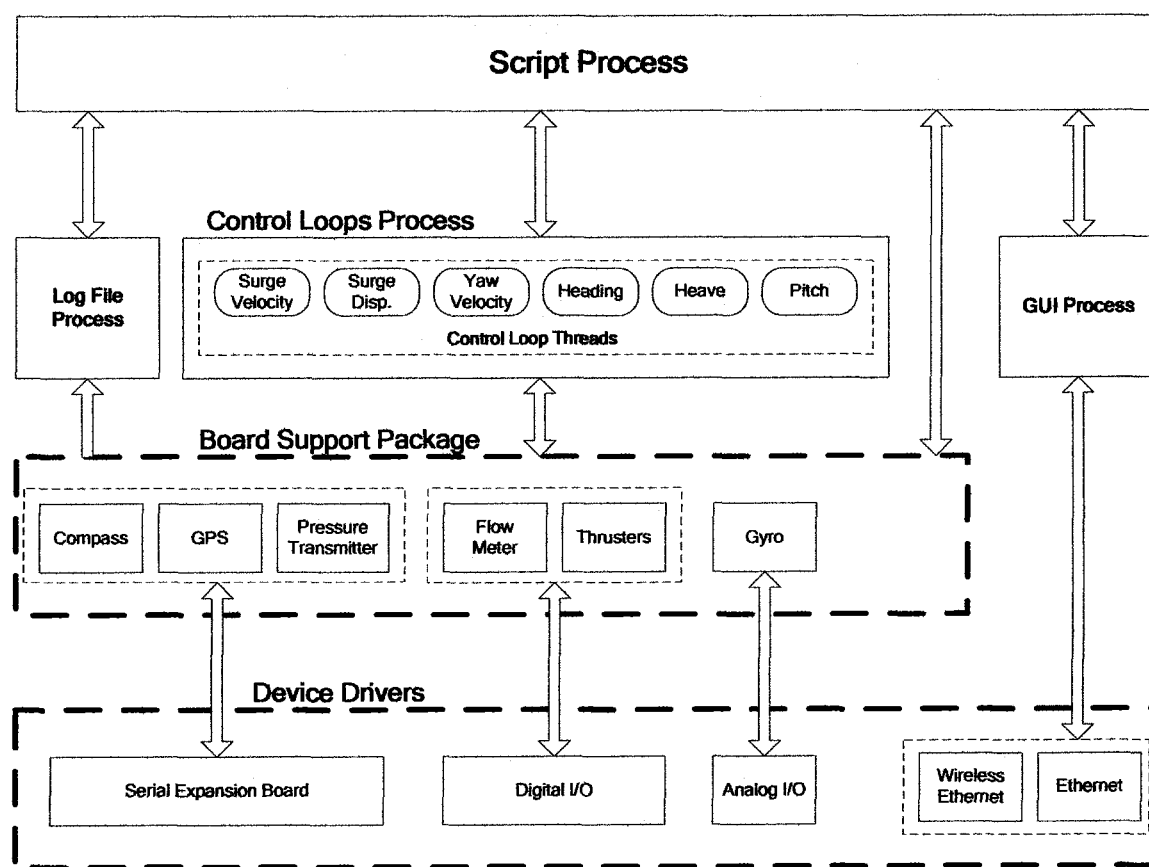 Script Process
Control Loops Process
Log File
Process
Surge
Velocity
Surge
Disp.
Yaw
Velocity
Heading
Heave
Pitch
Control Loop Threads
GUI Process
Board Support Package
Compass
GPS
Pressure
Transmitter
Flow
Meter
Thrusters
Gyro
Device Drivers
Serial Expansion Board
Digital I/O
Analog I/O
Wireless
Ethernet
Ethernet